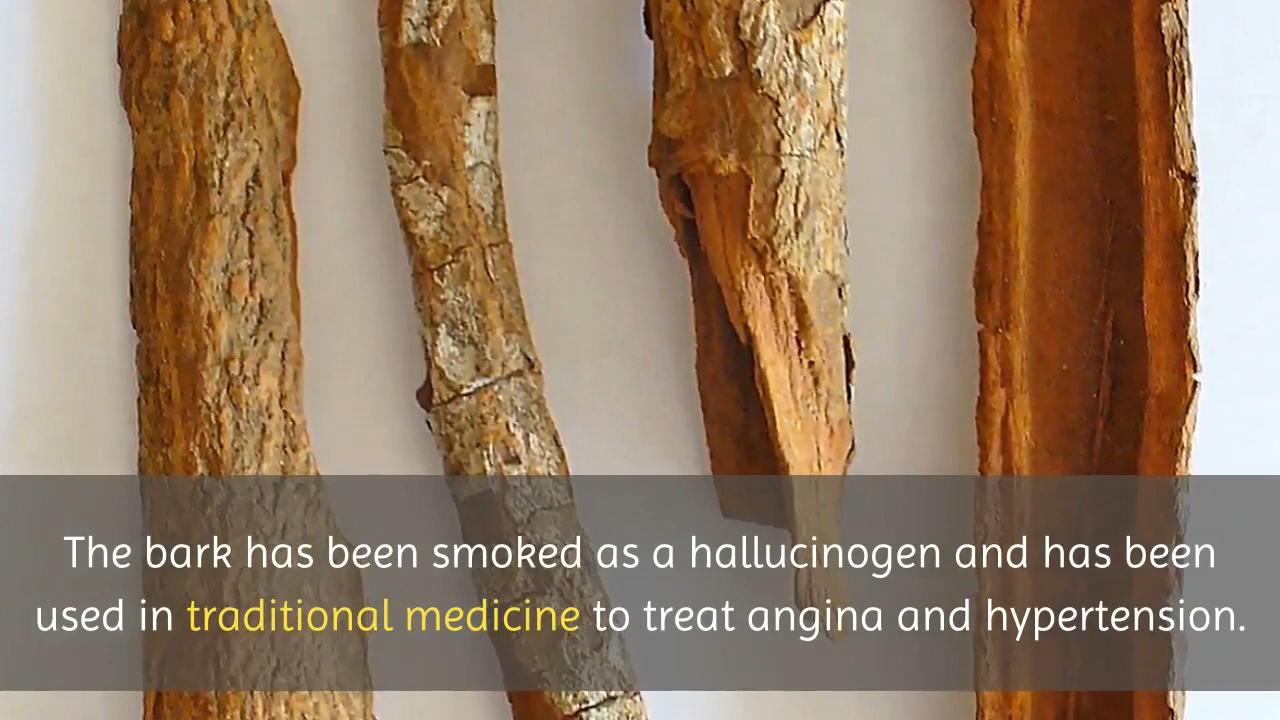 The bark has been smoked as a hallucinogen and has been
used in traditional medicine to treat angina and hypertension.